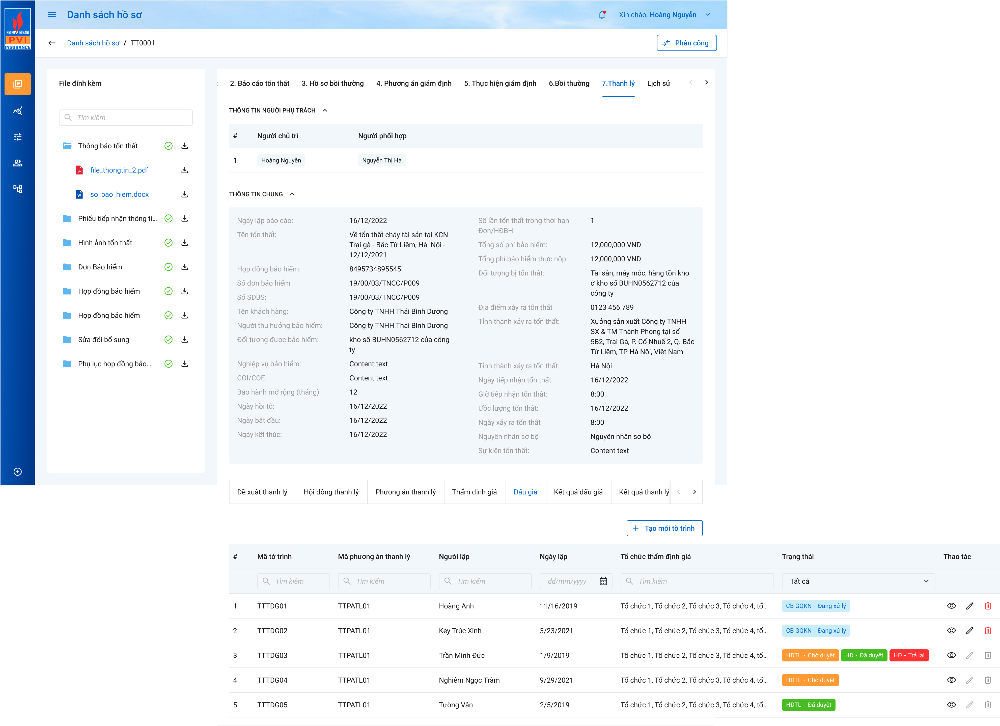 PETROVIETNAM
PVI
INSURANCE
Danh sách hồ sơ
Xin chào, Hoàng Nguyễn
Danh sách hồ sơ / TT0001
Phân công
File đính kèm
Tìm kiếm
Thông báo tổn thất
file_thongtin_2.pdf
so_bao_hiem.docx
Phiếu tiếp nhận thông ti...
Hình ảnh tổn thất
Đơn Bảo hiểm
Hợp đồng bảo hiểm
Hợp đồng bảo hiểm
Sửa đổi bổ sung
Phụ lục hợp đồng bảo...
2. Báo cáo tổn thất 3. Hồ sơ bồi thường 4. Phương án giám định 5. Thực hiện giám định 6.Bồi thường 7.Thanh lý Lịch sử
THÔNG TIN NGƯỜI PHỤ TRÁCH
# Người chủ trì Người phối hợp
1 Hoàng Nguyễn Nguyễn Thị Hà
THÔNG TIN CHUNG
Ngày lập báo cáo: 16/12/2022
Tên tổn thất: Về tổn thất cháy tài sản tại KCN
Trại gà - Bắc Từ Liêm, Hà Nội -
12/12/2021
Hợp đồng bảo hiểm: 8495734895545
Số đơn bảo hiểm: 19/00/03/TNCC/P009
Số SĐBS: 19/00/03/TNCC/P009
Tên khách hàng: Công ty TNHH Thái Bình Dương
Người thụ hưởng bảo hiểm: Công ty TNHH Thái Bình Dương
Đối tượng được bảo hiểm: kho số BUHN0562712 của công
ty
Nghiệp vụ bảo hiểm: Content text
COI/COE: Content text
Bảo hành mở rộng (tháng): 12
Ngày hồi tố: 16/12/2022
Ngày bắt đầu: 16/12/2022
Ngày kết thúc: 16/12/2022
Số lần tổn thất trong thời hạn 1
Đơn/HĐBH:
Tổng số phí bảo hiểm: 12,000,000 VND
Tổng phí bảo hiểm thực nộp: 12,000,000 VND
Đối tượng bị tổn thất: Tài sản, máy móc, hàng tồn kho
ở kho số BUHN0562712 của
công ty
Địa điểm xảy ra tổn thất 0123 456 789
Tỉnh thành xảy ra tổn thất: Xưởng sản xuất Công ty TNHH
SX & TM Thành Phong tại số
5B2, Trại Gà, P. Cổ Nhuế 2, Q. Bắc
Từ Liêm, TP Hà Nội, Việt Nam
Tỉnh thành xảy ra tổn thất: Hà Nội
Ngày tiếp nhận tổn thất: 16/12/2022
Giờ tiếp nhận tổn thất: 8:00
Ước lượng tổn thất: 16/12/2022
Ngày xảy ra tổn thất 8:00
Nguyên nhân sơ bộ Nguyên nhân sơ bộ
Sự kiện tổn thất: Content text
Đề xuất thanh lý Hội đồng thanh lý Phương án thanh lý Thẩm định giá Đấu giá Kết quả đấu giá Kết quả thanh lý
Tạo mới tờ trình
# Mã tờ trình Mã phương án thanh lý Người lập Ngày lập Tổ chức thẩm định giá Trạng thái Thao tác
Tìm kiếm Tìm kiếm Tìm kiếm dd/mm/yyyy Tìm kiếm Tất cả
1 TTTDG01 TTPATL01 Hoàng Anh 11/16/2019 Tổ chức 1, Tổ chức 2, Tổ chức 3, Tổ chức 4, tổ... CB GQKN - Đang xử lý
2 TTTDG02 TTPATL01 Key Trúc Xinh 3/23/2021 Tổ chức 1, Tổ chức 2, Tổ chức 3, Tổ chức 4, tổ... CB GQKN - Đang xử lý
3 TTTDG03 TTPATL01 Trần Minh Đức 1/9/2019 Tổ chức 1, Tổ chức 2, Tổ chức 3, Tổ chức 4, tổ... HĐTL - Chờ duyệt HĐ - Đã duyệt HĐ - Trả lại
4 TTTDG04 TTPATL01 Nghiêm Ngọc Trâm 9/29/2021 Tổ chức 1, Tổ chức 2, Tổ chức 3, Tổ chức 4, tổ... HĐTL - Chờ duyệt
5 TTTDG05 TTPATL01 Tường Vân 2/5/2019 Tổ chức 1, Tổ chức 2, Tổ chức 3, Tổ chức 4, tổ... HĐTL - Đã duyệt